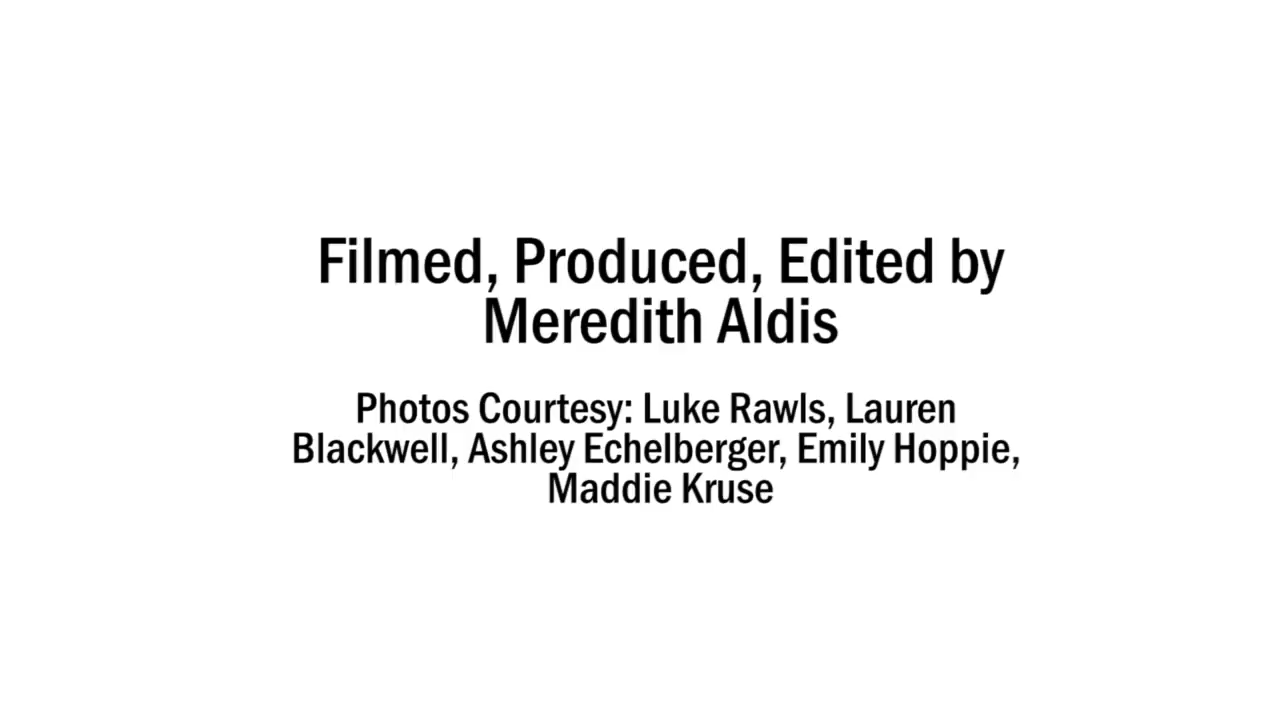 Filmed, Produced, Edited by
Meredith Aldis
Photos Courtesy: Luke Rawls, Lauren
Blackwell, Ashley Echelberger, Emily Hoppie,
Maddie Kruse